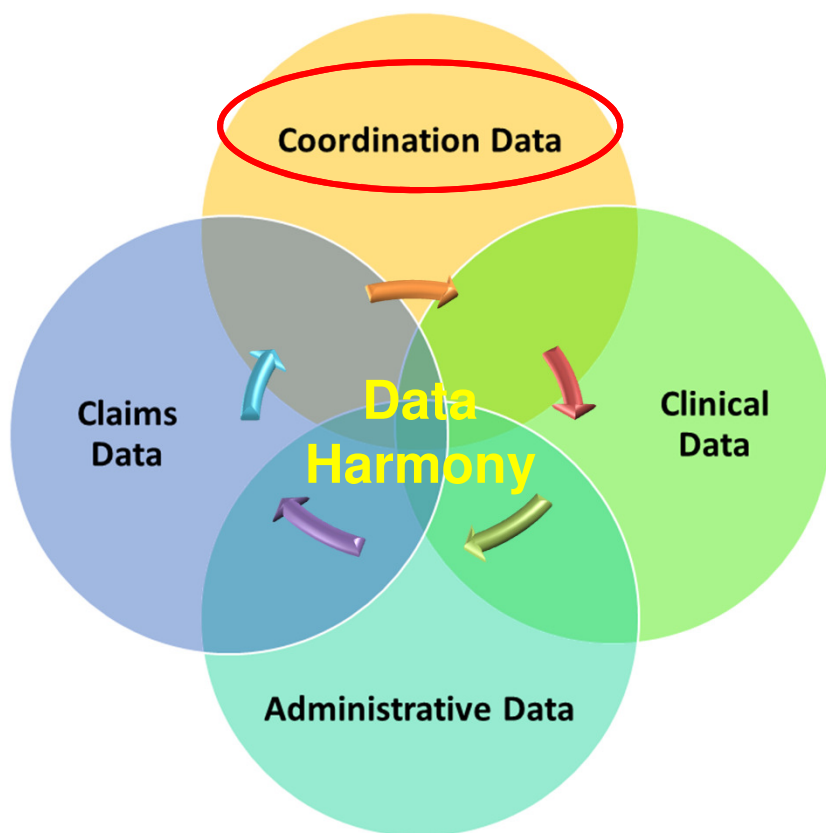 Coordination Data
Claims
Data
Data
Harmony
Clinical
Data
Administrative Data